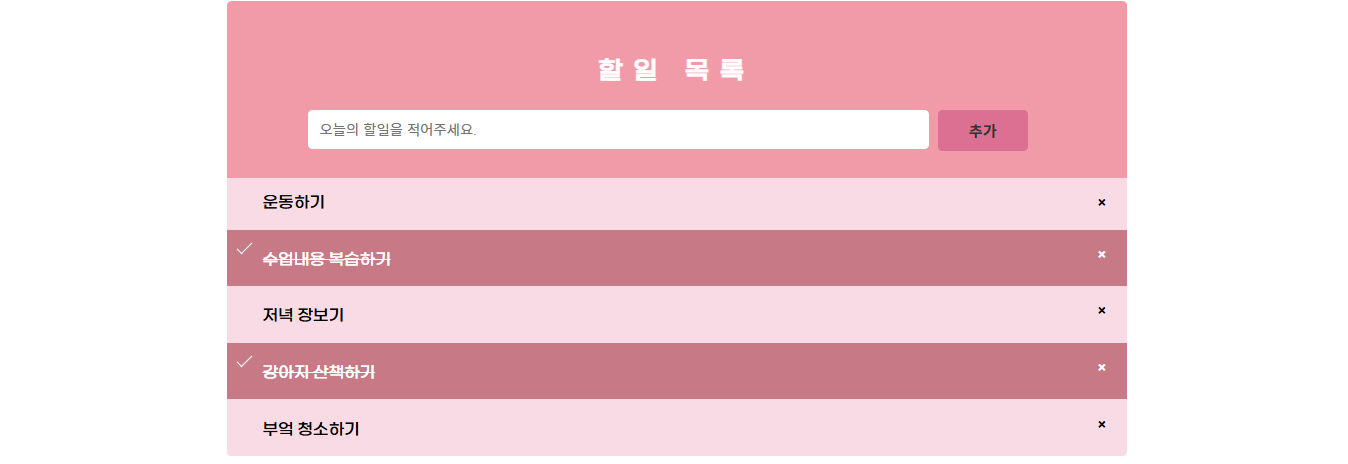 할일 목록
오늘의 할일을 적어주세요.
추가
운동하기 ×
수업내용 복습하기 ×
저녁 장보기 ×
강아지 산책하기 ×
부엌 청소하기 ×